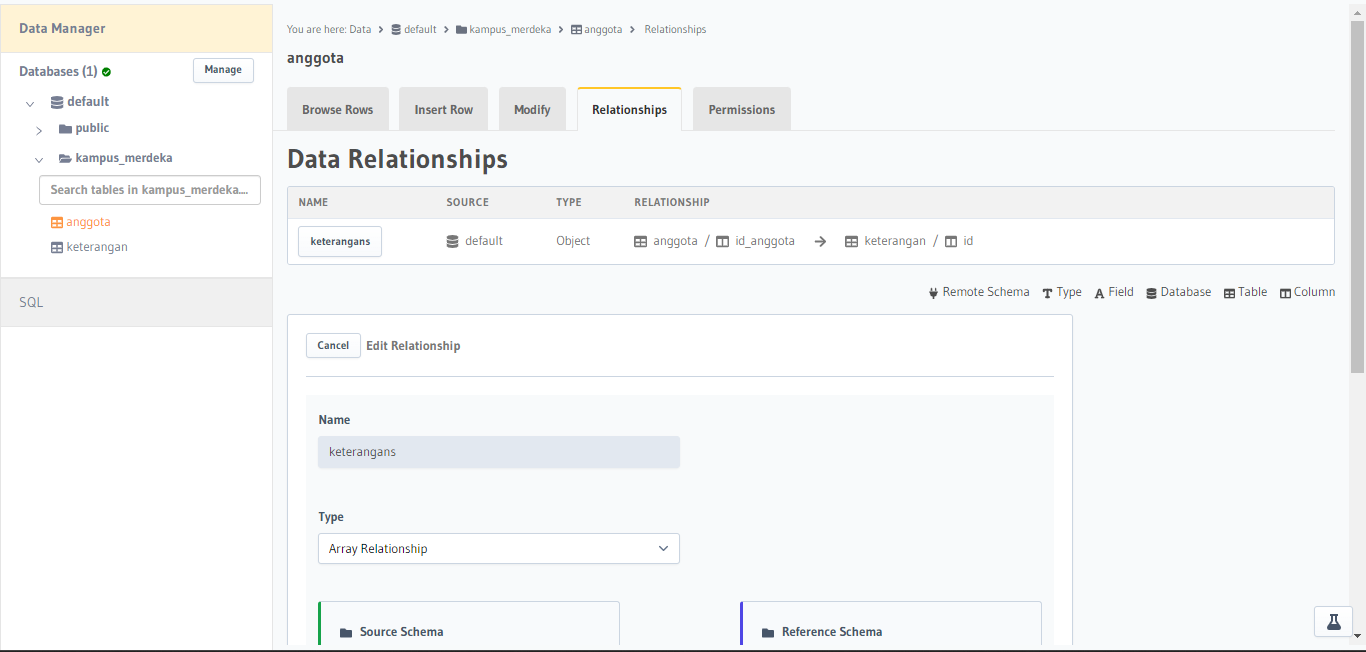 Data Manager
Databases (1)
Manage
default
public
kampus_merdeka
Search tables in kampus_merdeka....
anggota
keterangan
SQL
You are here: Data > default > kampus_merdeka > anggota > Relationships
anggota
Browse Rows
Insert Row
Modify
Relationships
Permissions
Data Relationships
NAME SOURCE TYPE RELATIONSHIP
keterangans default Object anggota / id_anggota → keterangan / id
Remote Schema Type Field Database Table Column
Cancel Edit Relationship
Name
keterangans
Type
Array Relationship
Source Schema
Reference Schema